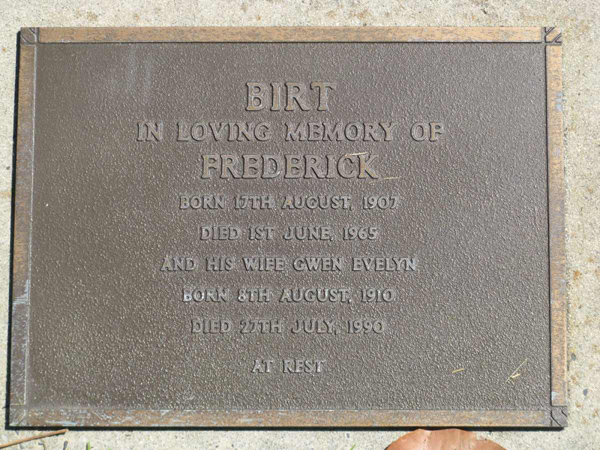 BIRT
IN LOVING MEMORY OF
FREDERICK
BORN 17TH AUGUST, 1907
DIED 1ST JUNE, 1965
AND HIS WIFE GWEN EVELYN
BORN 8TH AUGUST, 1910
DIED 27TH JULY, 1990
AT REST